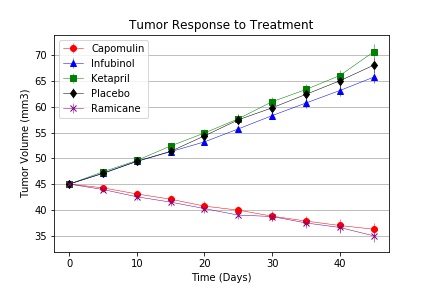 Tumor Response to Treatment
Capomulin
Infubinol
Ketapril
Placebo
Ramicane
Tumor Volume (mm3)
70
65
60
55
50
45
40
35
0 10 20 30 40
Time (Days)